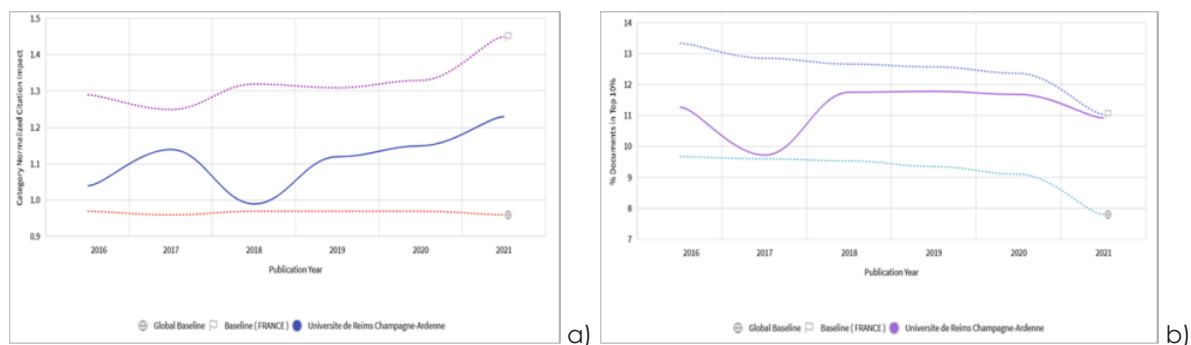 1.5
1.4
1.3
1.2
1.1
1.0
0.9
Category Normalized Citation Impact
2016 2017 2018 2019 2020 2021
Publication Year
Global Baseline Baseline ( FRANCE ) Universite de Reims Champagne-Ardenne
a)
14
13
12
11
10
9
8
7
% Documents in Top 10%
2016 2017 2018 2019 2020 2021
Publication Year
Global Baseline Baseline ( FRANCE ) Universite de Reims Champagne-Ardenne
b)